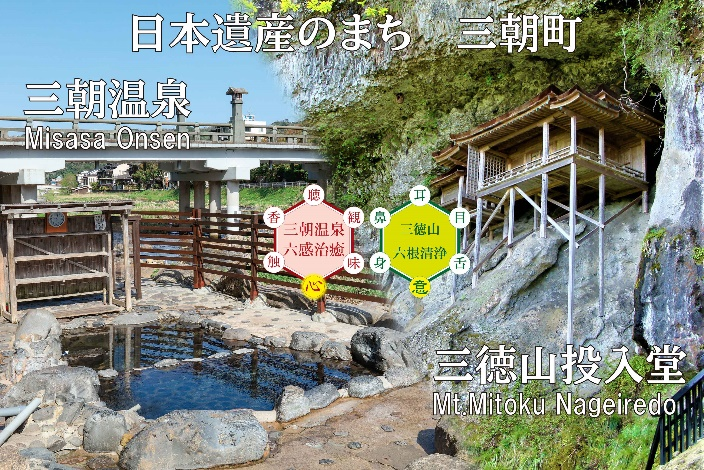 日本遺産のまち　三朝町
三朝温泉
Misasa Onsen
聴
香
観
三朝温泉
六感治癒
触
味
心
耳
鼻
目
三徳山
六根清浄
身
舌
意
三徳山投入堂
Mt.Mitoku Nageiredo